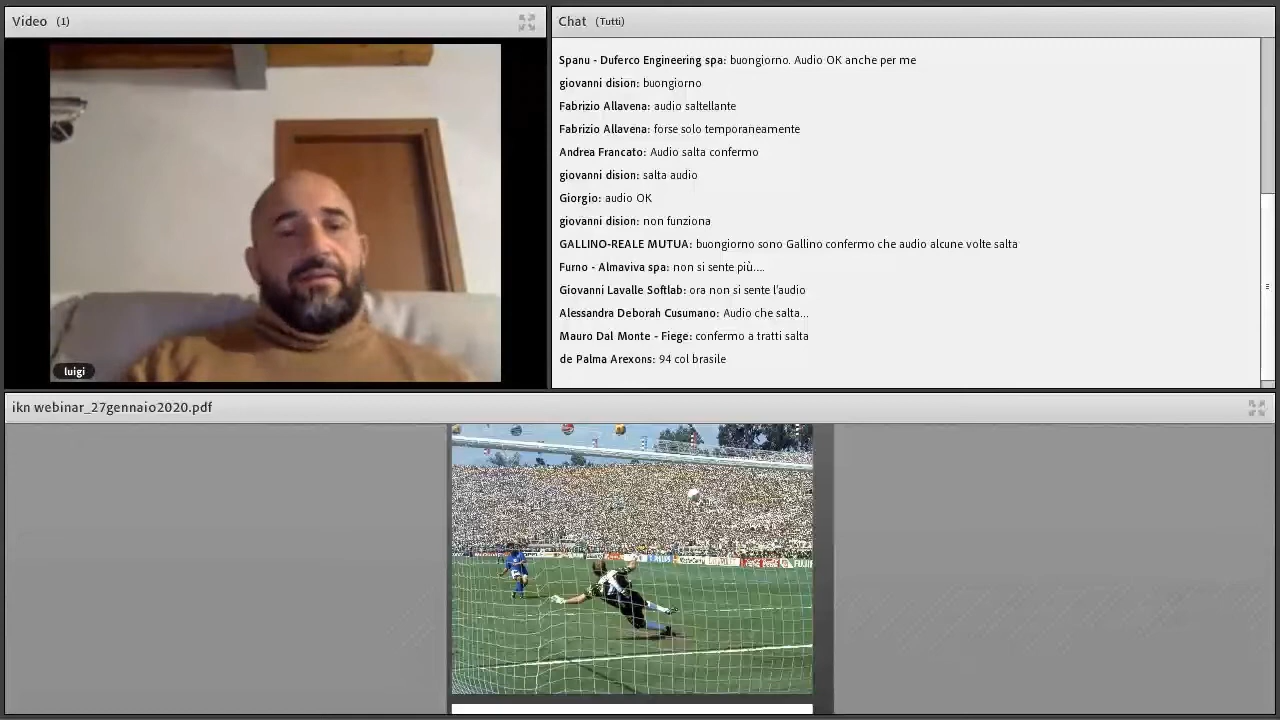 Video (1)
luigi
Chat (Tutti)
Spanu - Duferco Engineering spa: buongiorno. Audio OK anche per me
giovanni dision: buongiorno
Fabrizio Allavena: audio saltellante
Fabrizio Allavena: forse solo temporaneamente
Andrea Francato: Audio salta confermo
giovanni dision: salta audio
Giorgio: audio OK
giovanni dision: non funziona
GALLINO-REALE MUTUA: buongiorno sono Gallino confermo che audio alcune volte salta
Furno - Almaviva spa: non si sente più....
Giovanni Lavalle Softlab: ora non si sente l'audio
Alessandra Deborah Cusumano: Audio che salta...
Mauro Dal Monte - Fiege: confermo a tratti salta
de Palma Arexons: 94 col brasile
ikn webinar_27gennaio2020.pdf